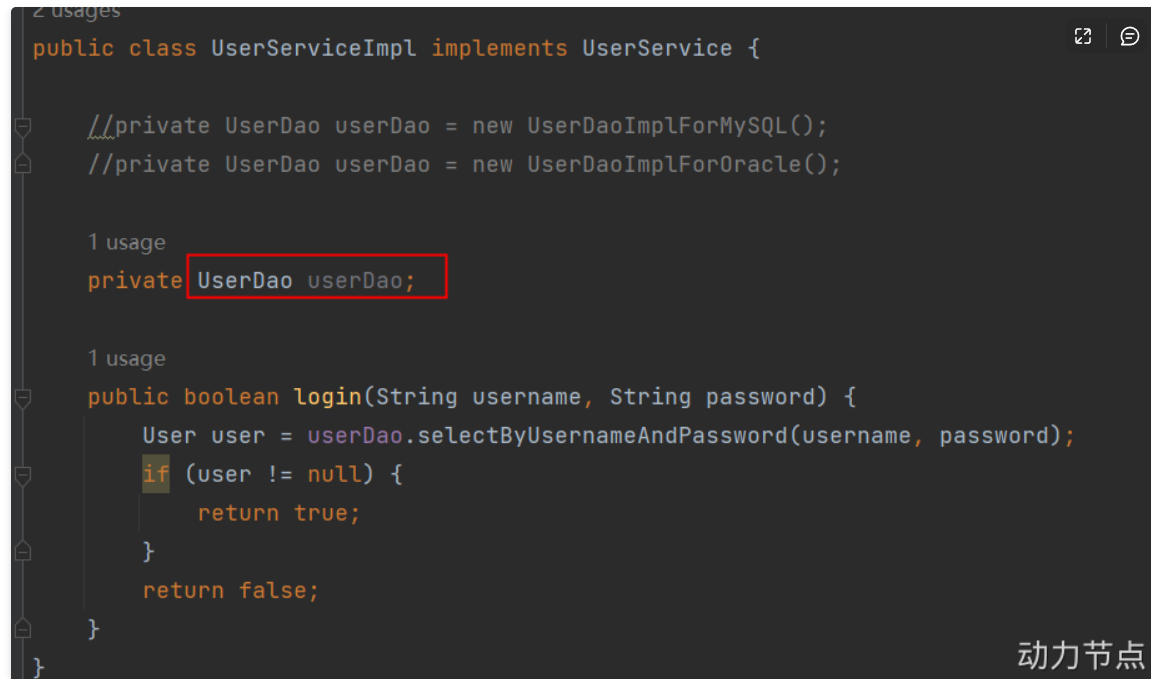 2 usages
public class UserServiceImpl implements UserService {
//private UserDao userDao = new UserDaoImplForMySQL();
//private UserDao userDao = new UserDaoImplForOracle();
1 usage
private UserDao userDao;
1 usage
public boolean login(String username, String password) {
User user = userDao.selectByUsernameAndPassword(username, password);
if (user != null) {
return true;
}
return false;
}
}
动力节点